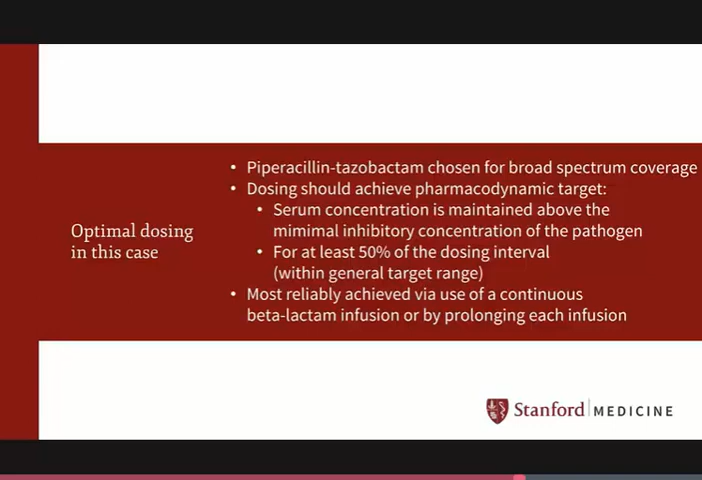 Optimal dosing
in this case
• Piperacillin-tazobactam chosen for broad spectrum coverage
• Dosing should achieve pharmacodynamic target:
• Serum concentration is maintained above the
mimimal inhibitory concentration of the pathogen
• For at least 50% of the dosing interval
(within general target range)
• Most reliably achieved via use of a continuous
beta-lactam infusion or by prolonging each infusion
Stanford MEDICINE